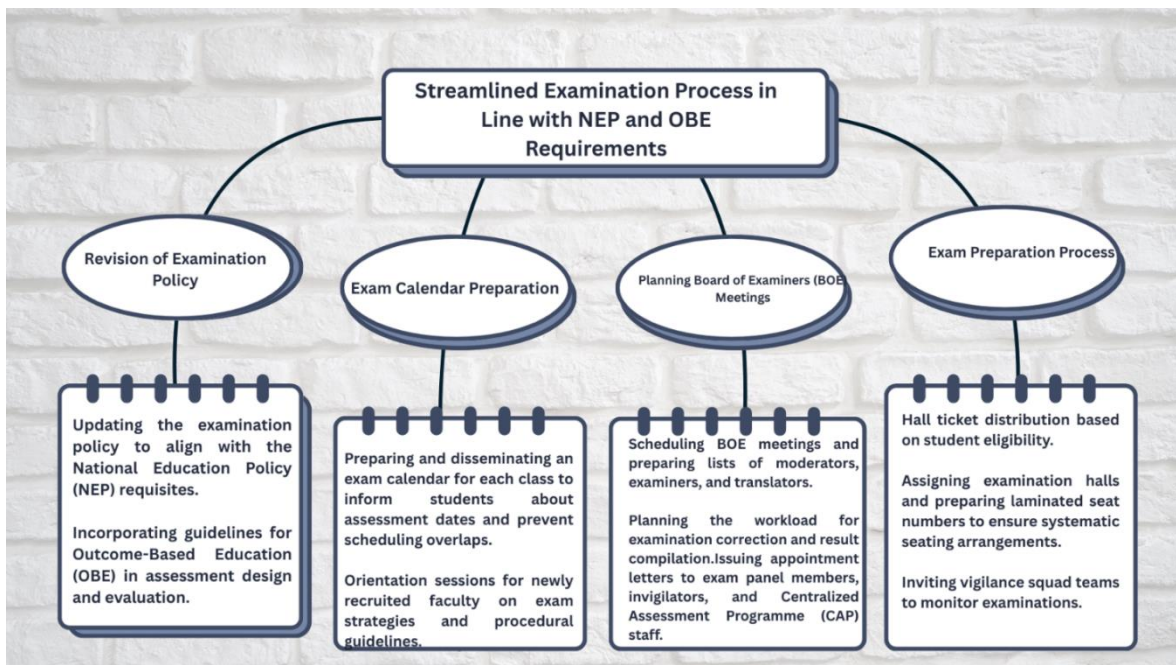 Streamlined Examination Process in
Line with NEP and OBE
Requirements
Revision of Examination
Policy
Exam Calendar Preparation
Planning Board of Examiners (BOE)
Meetings
Exam Preparation Process
Updating the examination
policy to align with the
National Education Policy
(NEP) requisites.
Incorporating guidelines for
Outcome-Based Education
(OBE) in assessment design
and evaluation.
Preparing and disseminating an
exam calendar for each class to
inform students about
assessment dates and prevent
scheduling overlaps.
Orientation sessions for newly
recruited faculty on exam
strategies and procedural
guidelines.
Scheduling BOE meetings and
preparing lists of moderators,
examiners, and translators.
Planning the workload for
examination correction and result
compilation.Issuing appointment
letters to exam panel members,
invigilators, and Centralized
Assessment Programme (CAP)
staff.
Hall ticket distribution based
on student eligibility.
Assigning examination halls
and preparing laminated seat
numbers to ensure systematic
seating arrangements.
Inviting vigilance squad teams
to monitor examinations.